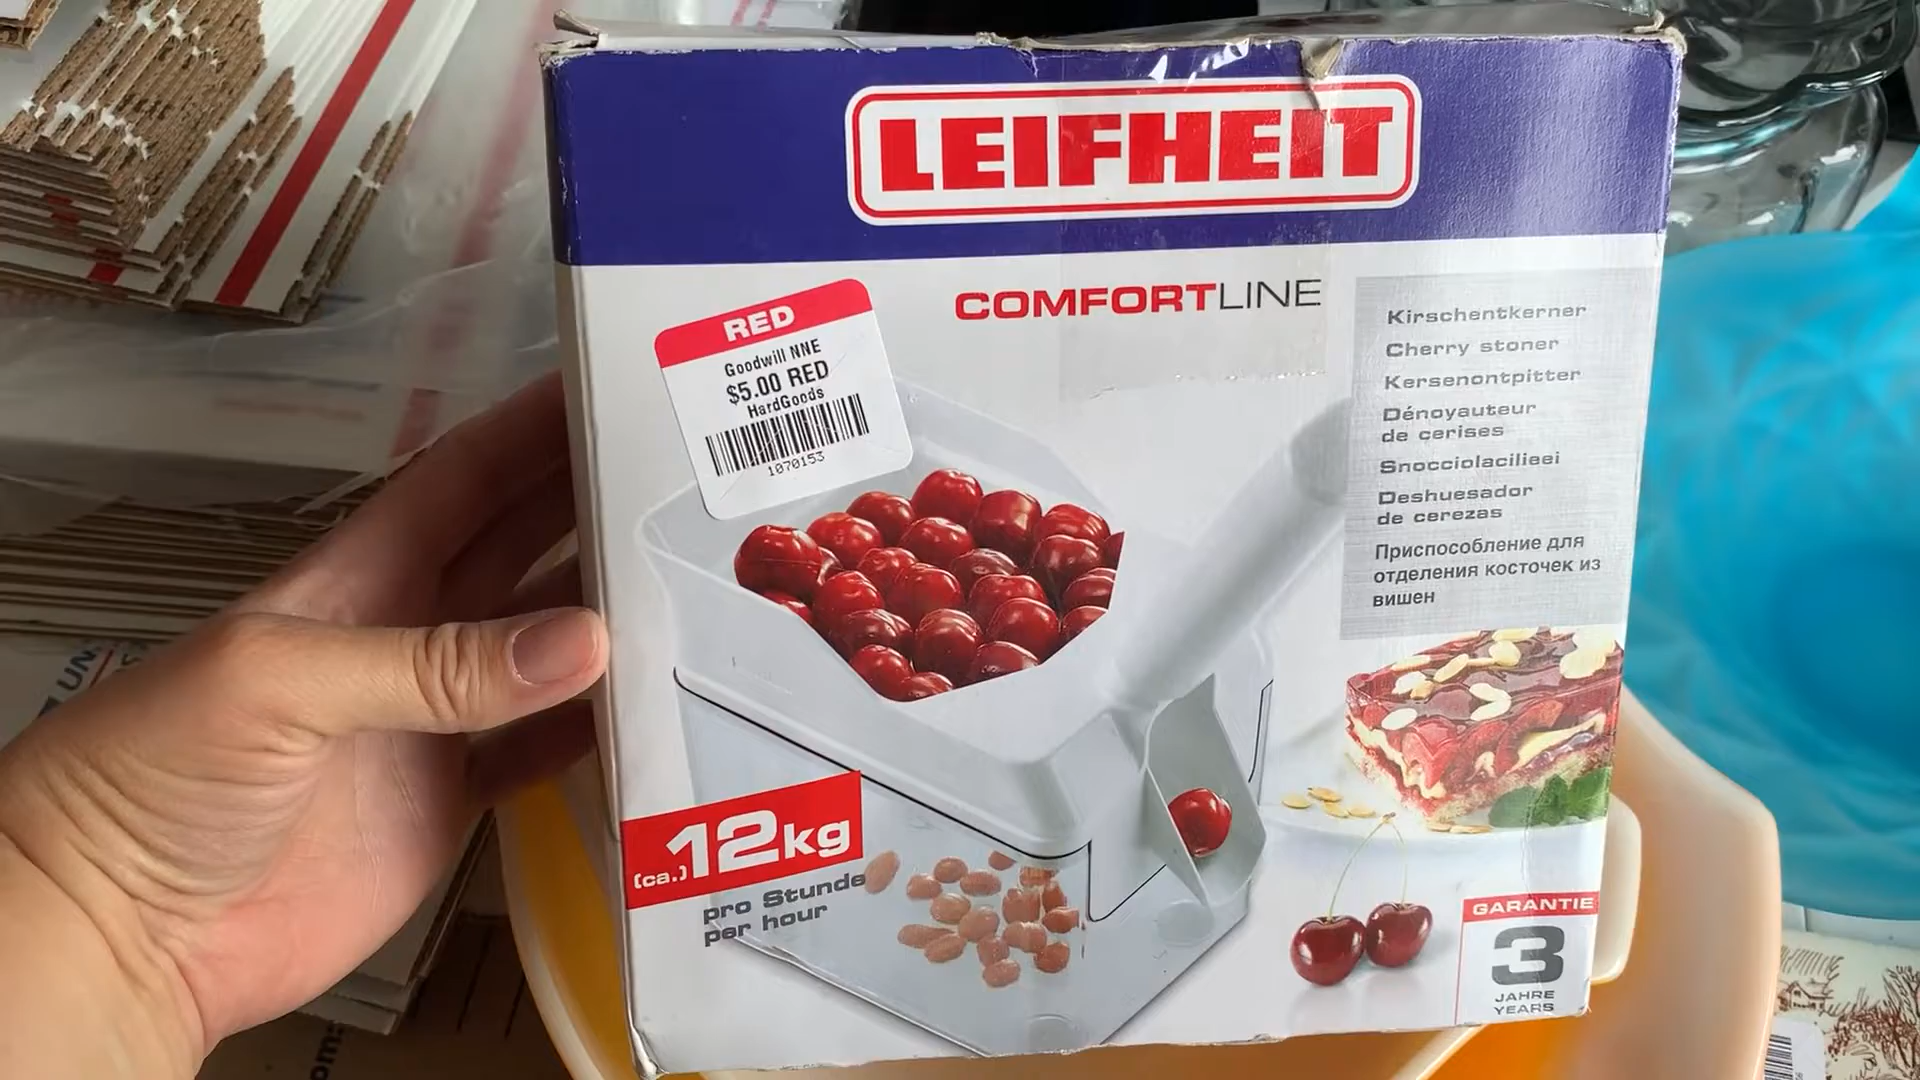 LEIFHEIT
COMFORTLINE
RED
Goodwill NNE
$5.00 RED
HardGoods
1070153
Kirschentkerner
Cherry stoner
Kersenontpitter
Dénoyauteur
de cerises
Snocciolacilieei
Deshuesador
de cerezas
Приспособление для
отделения косточек из
вишен
(ca.) 12kg
pro Stunde
per hour
GARANTIE
3
JAHRE
YEARS